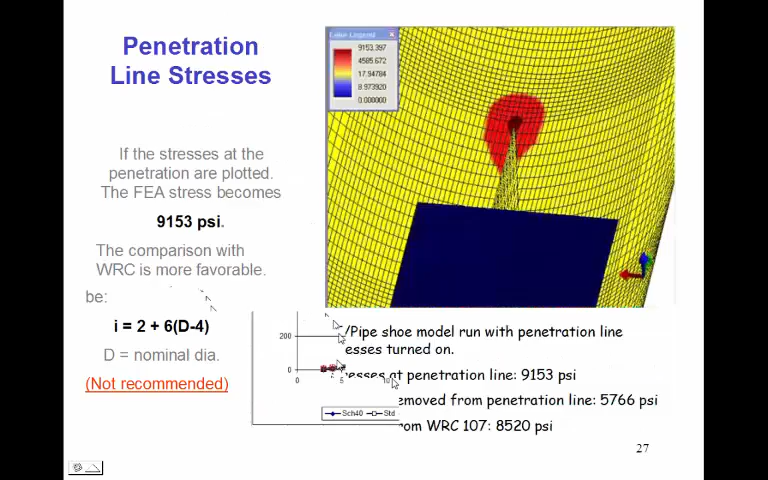 Penetration
Line Stresses
If the stresses at the
penetration are plotted.
The FEA stress becomes
9153 psi.
The comparison with
WRC is more favorable.
be:
i = 2 + 6(D-4)
D = nominal dia.
(Not recommended)
9153.397
4585.672
17.94784
8.973920
0.000000
200
0
0
5
10
Sch40
Std
/Pipe shoe model run with penetration line
esses turned on.
esses at penetration line: 9153 psi
emoved from penetration line: 5766 psi
rom WRC 107: 8520 psi
27